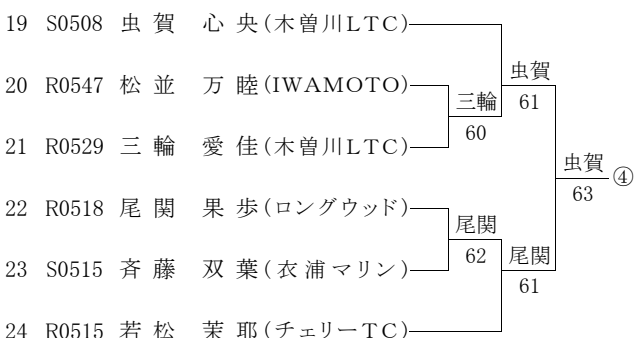 19 S0508 虫賀 心央(木曽川LTC)
虫賀
20 R0547 松並 万睦(IWAMOTO)
三輪
61
60
21 R0529 三輪 愛佳(木曽川LTC)
虫賀
④
63
22 R0518 尾関 果歩(ロングウッド)
尾関
62
尾関
23 S0515 斉藤 双葉(衣浦マリン)
61
24 R0515 若松 茉耶(チェリーTC)